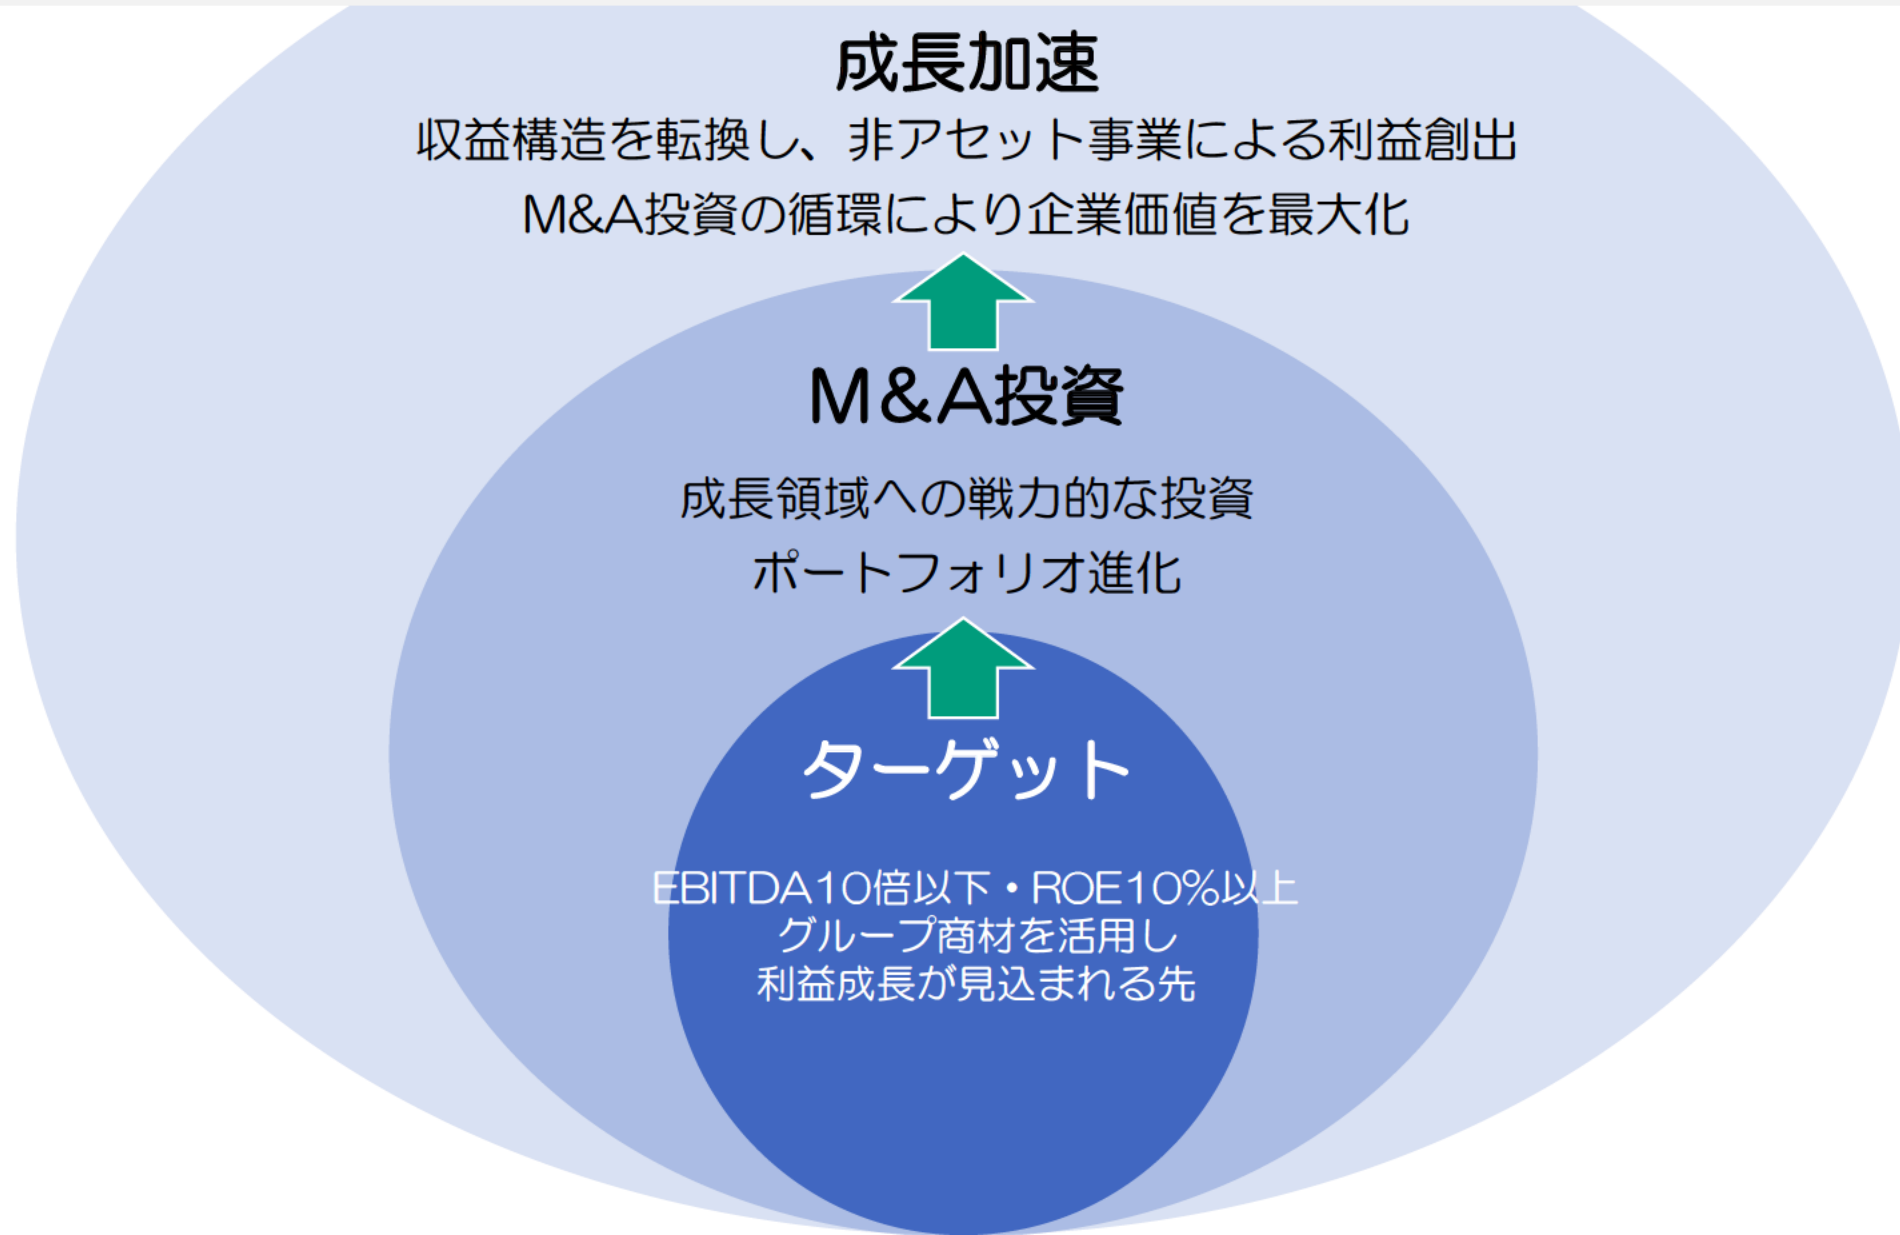 成長加速
収益構造を転換し、非アセット事業による利益創出
M&A投資の循環により企業価値を最大化
M&A投資
成長領域への戦力的な投資
ポートフォリオ進化
ターゲット
EBITDA10倍以下・ROE10%以上
グループ商材を活用し
利益成長が見込まれる先